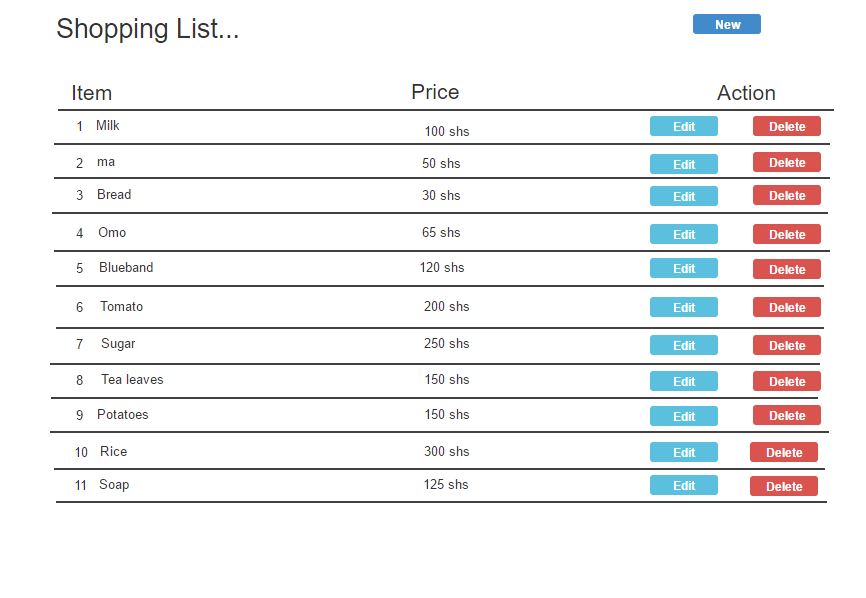 Shopping List... New
Item Price Action
1 Milk 100 shs Edit Delete
2 ma 50 shs Edit Delete
3 Bread 30 shs Edit Delete
4 Omo 65 shs Edit Delete
5 Blueband 120 shs Edit Delete
6 Tomato 200 shs Edit Delete
7 Sugar 250 shs Edit Delete
8 Tea leaves 150 shs Edit Delete
9 Potatoes 150 shs Edit Delete
10 Rice 300 shs Edit Delete
11 Soap 125 shs Edit Delete